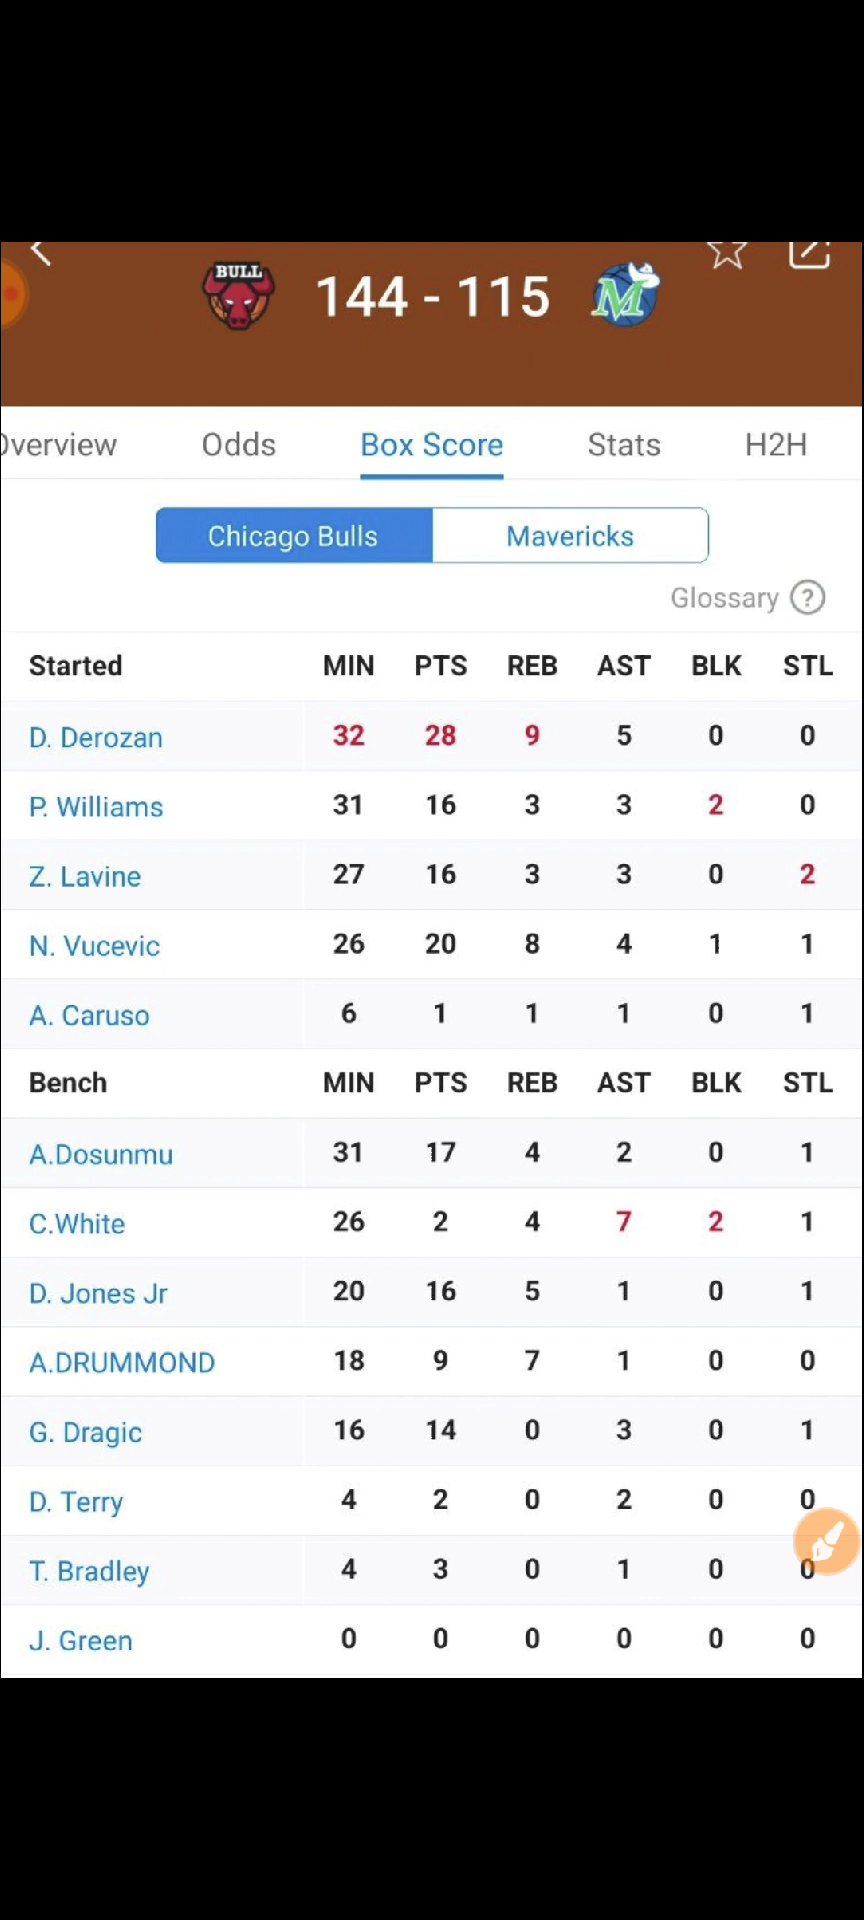 BULL
144 - 115
M
Overview Odds Box Score Stats H2H
Chicago Bulls Mavericks
Glossary ?
Started MIN PTS REB AST BLK STL
D. Derozan 32 28 9 5 0 0
P. Williams 31 16 3 3 2 0
Z. Lavine 27 16 3 3 0 2
N. Vucevic 26 20 8 4 1 1
A. Caruso 6 1 1 1 0 1
Bench MIN PTS REB AST BLK STL
A.Dosunmu 31 17 4 2 0 1
C.White 26 2 4 7 2 1
D. Jones Jr 20 16 5 1 0 1
A.DRUMMOND 18 9 7 1 0 0
G. Dragic 16 14 0 3 0 1
D. Terry 4 2 0 2 0 0
T. Bradley 4 3 0 1 0 0
J. Green 0 0 0 0 0 0